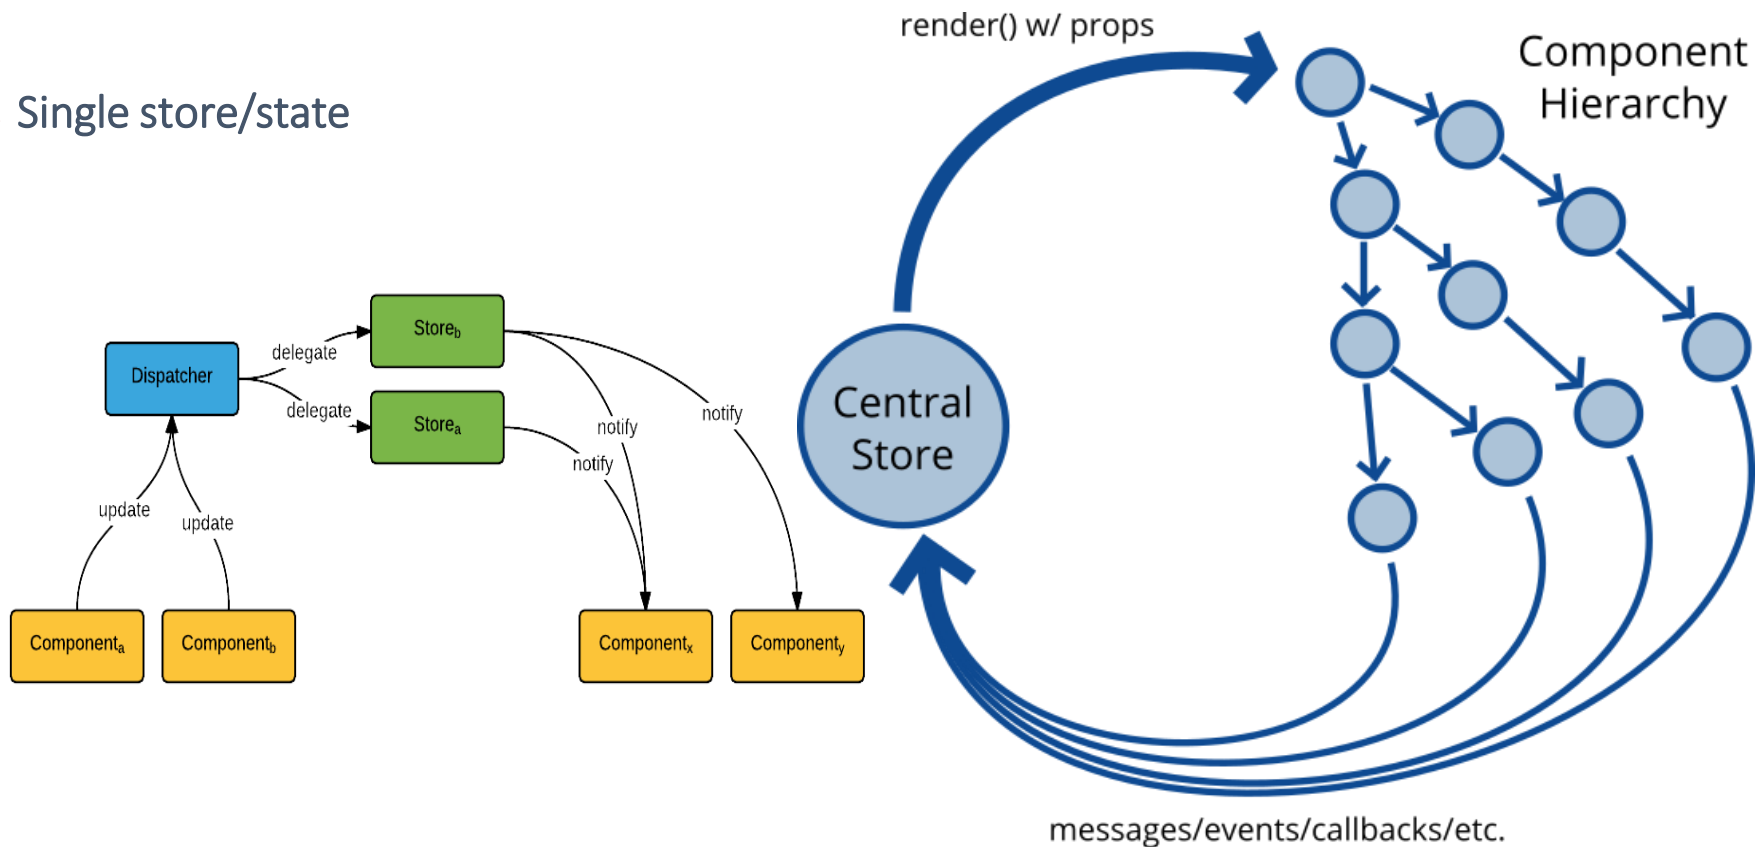 Single store/state
Dispatcher
delegate
delegate
Storeb
Storea
notify
notify
notify
update
update
Componenta
Componentb
Componentx
Componenty
render() w/ props
Component
Hierarchy
Central
Store
messages/events/callbacks/etc.